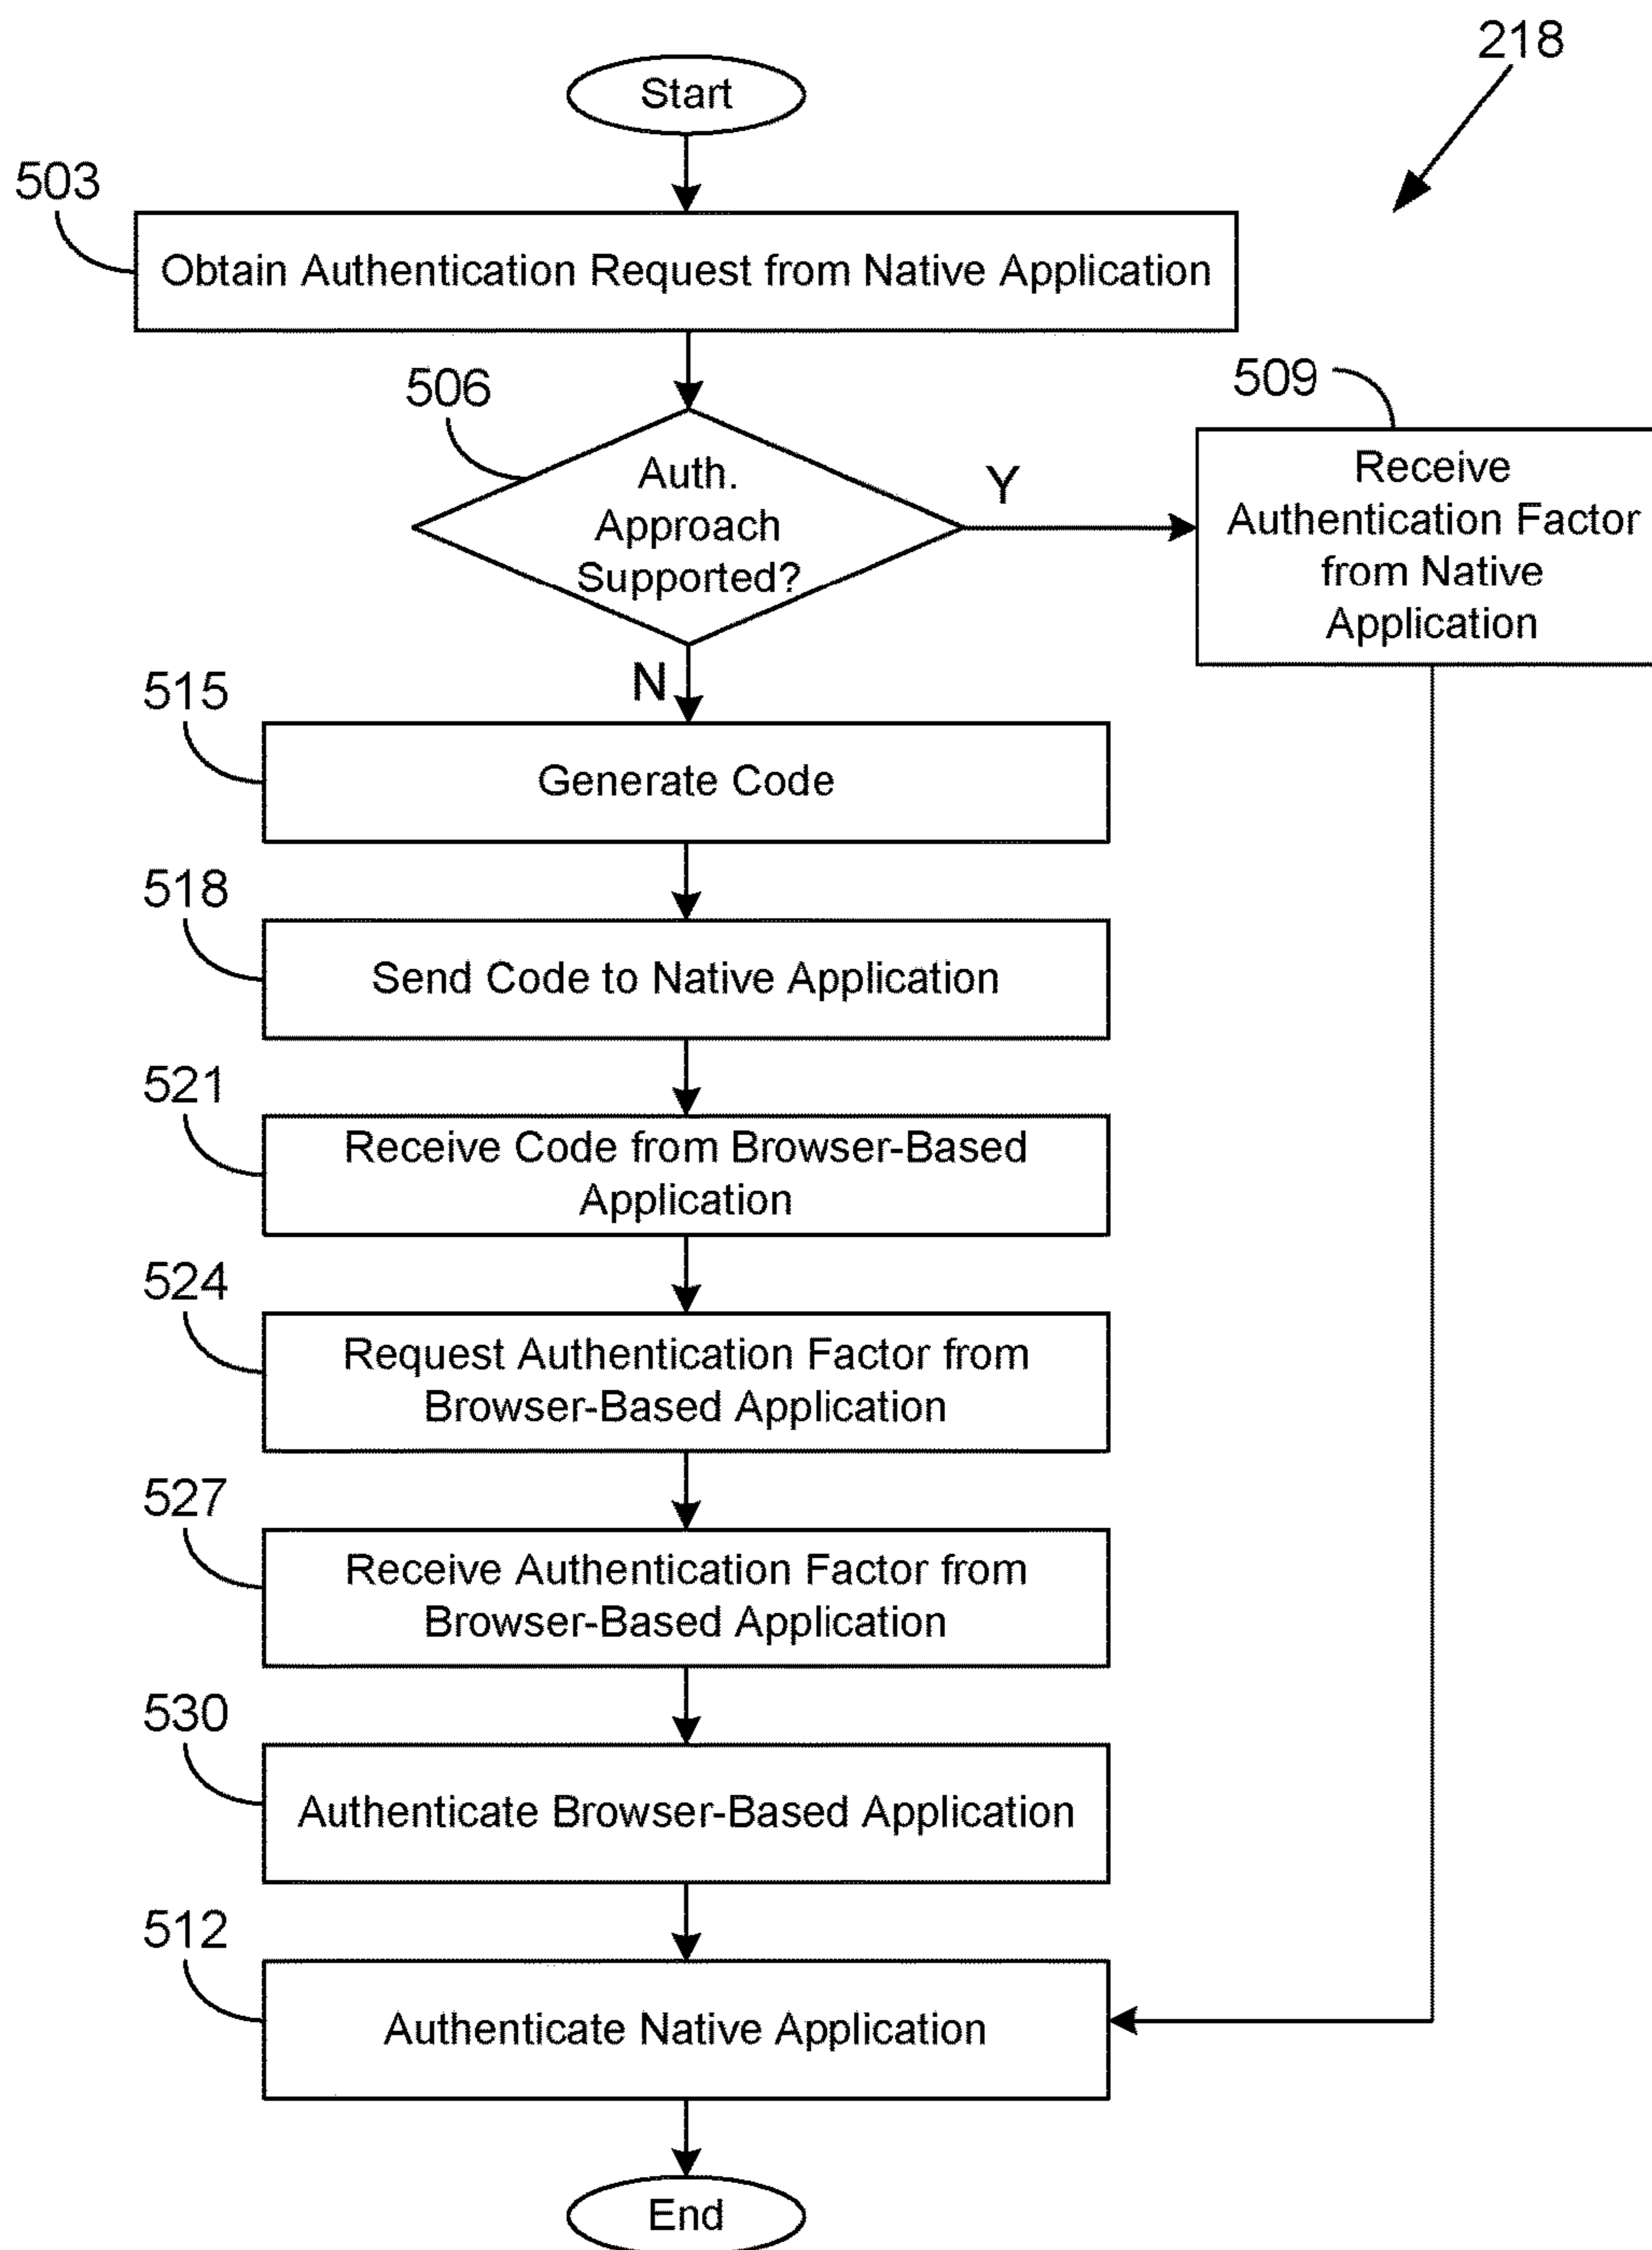 218
Start
503
Obtain Authentication Request from Native Application
506
Auth.
Approach
Supported?
Y
509
Receive
Authentication Factor
from Native
Application
N
515
Generate Code
518
Send Code to Native Application
521
Receive Code from Browser-Based
Application
524
Request Authentication Factor from
Browser-Based Application
527
Receive Authentication Factor from
Browser-Based Application
530
Authenticate Browser-Based Application
512
Authenticate Native Application
End